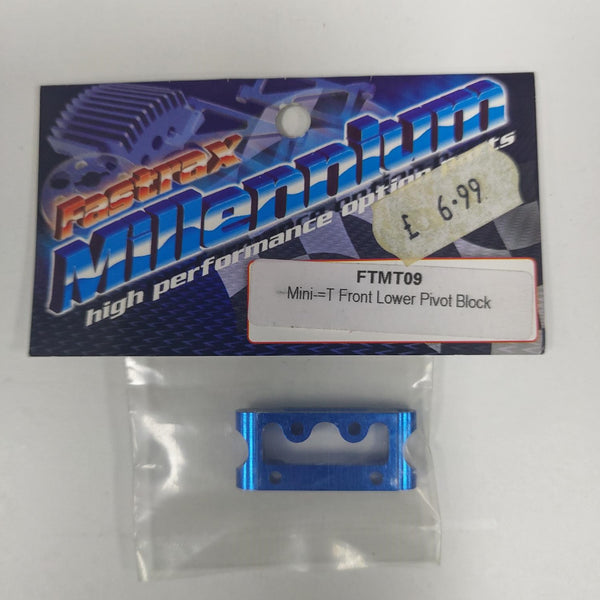 Fastrax
Millennium
high performance option parts
£ 6.99
FTMT09
Mini-=T Front Lower Pivot Block